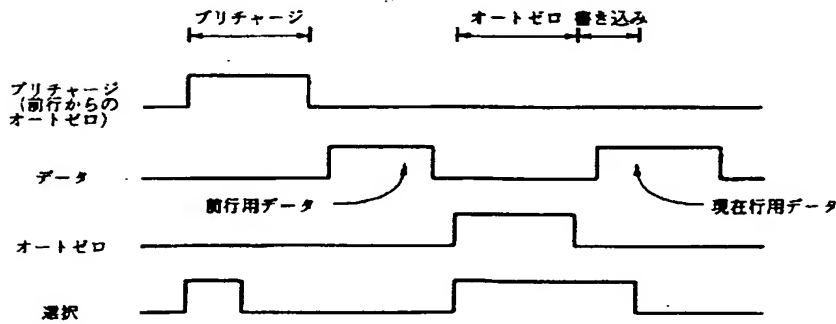 プリチャージ
オートゼロ 書き込み
プリチャージ
(前行からの
オートゼロ)
データ
前行用データ
現在行用データ
オートゼロ
選択